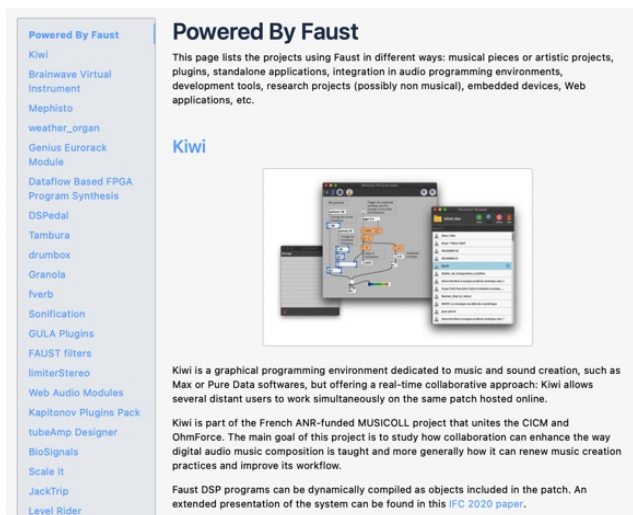 Powered By Faust
Kiwi
Brainwave Virtual
Instrument
Mephisto
weather_organ
Genius Eurorack
Module
Dataflow Based FPGA
Program Synthesis
DSPedal
Tambura
drumbox
Granola
fverb
Sonification
GULA Plugins
FAUST filters
limiterStereo
Web Audio Modules
Kapitonov Plugins Pack
tubeAmp Designer
BioSignals
Scale it
JackTrip
Level Rider
Powered By Faust
This page lists the projects using Faust in different ways: musical pieces or artistic projects,
plugins, standalone applications, integration in audio programming environments,
development tools, research projects (possibly non musical), embedded devices, Web
applications, etc.
Kiwi
Kiwi is a graphical programming environment dedicated to music and sound creation, such as
Max or Pure Data softwares, but offering a real-time collaborative approach: Kiwi allows
several distant users to work simultaneously on the same patch hosted online.
Kiwi is part of the French ANR-funded MUSICOLL project that unites the CICM and
OhmForce. The main goal of this project is to study how collaboration can enhance the way
digital audio music composition is taught and more generally how it can renew music creation
practices and improve its workflow.
Faust DSP programs can be dynamically compiled as objects included in the patch. An
extended presentation of the system can be found in this IFC 2020 paper.